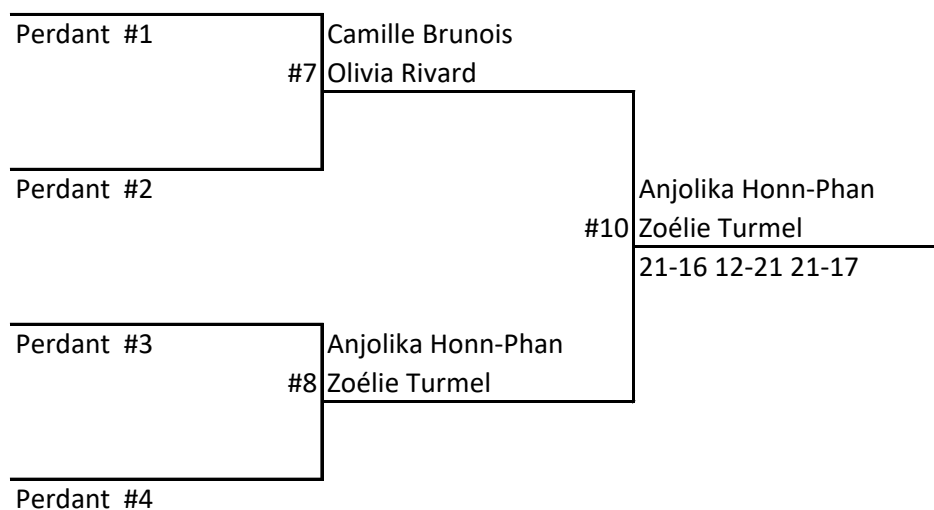 Perdant #1
Camille Brunois
#7 Olivia Rivard
Perdant #2
Anjolika Honn-Phan
#10 Zoélie Turmel
21-16 12-21 21-17
Perdant #3
Anjolika Honn-Phan
#8 Zoélie Turmel
Perdant #4